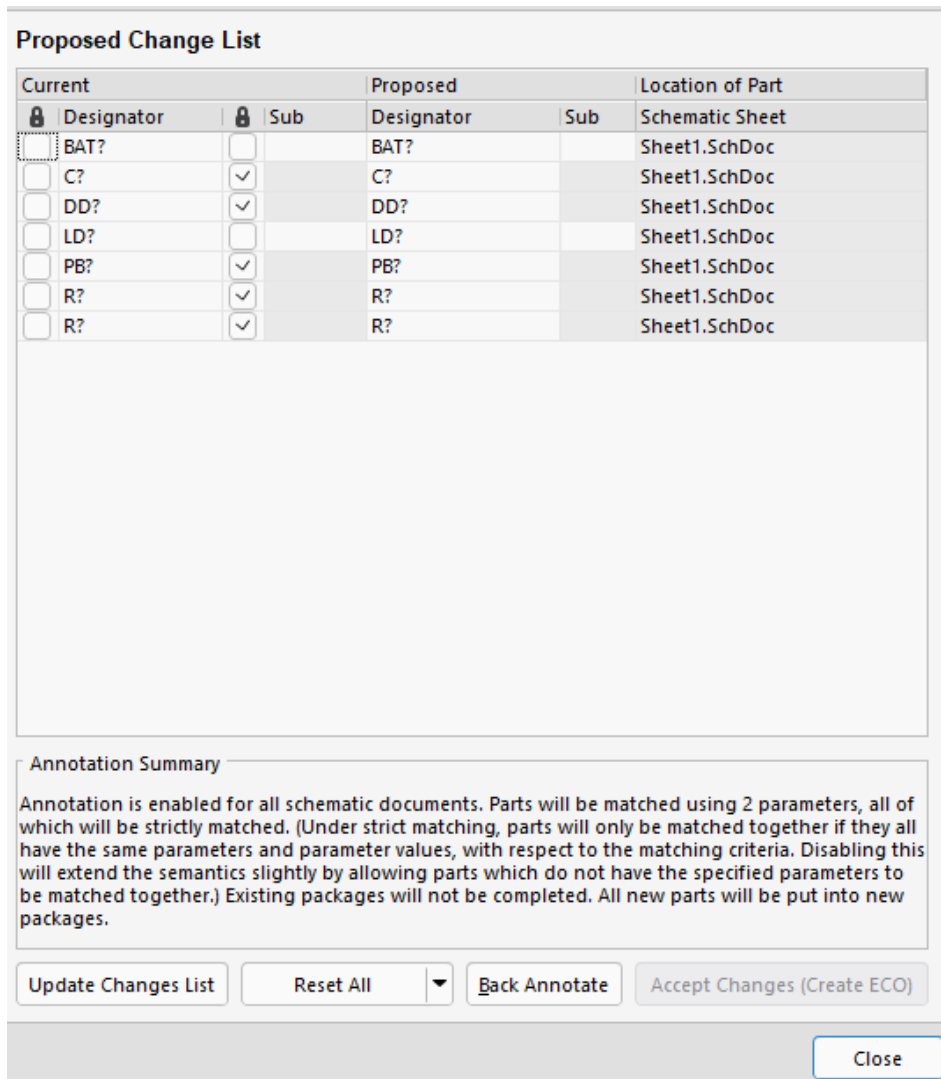 Proposed Change List
Current Proposed Location of Part
Designator Sub Designator Sub Schematic Sheet
BAT? BAT? Sheet1.SchDoc
C? C? Sheet1.SchDoc
DD? DD? Sheet1.SchDoc
LD? LD? Sheet1.SchDoc
PB? PB? Sheet1.SchDoc
R? R? Sheet1.SchDoc
R? R? Sheet1.SchDoc
Annotation Summary
Annotation is enabled for all schematic documents. Parts will be matched using 2 parameters, all of
which will be strictly matched. (Under strict matching, parts will only be matched together if they all
have the same parameters and parameter values, with respect to the matching criteria. Disabling this
will extend the semantics slightly by allowing parts which do not have the specified parameters to
be matched together.) Existing packages will not be completed. All new parts will be put into new
packages.
Update Changes List Reset All Back Annotate Accept Changes (Create ECO)
Close